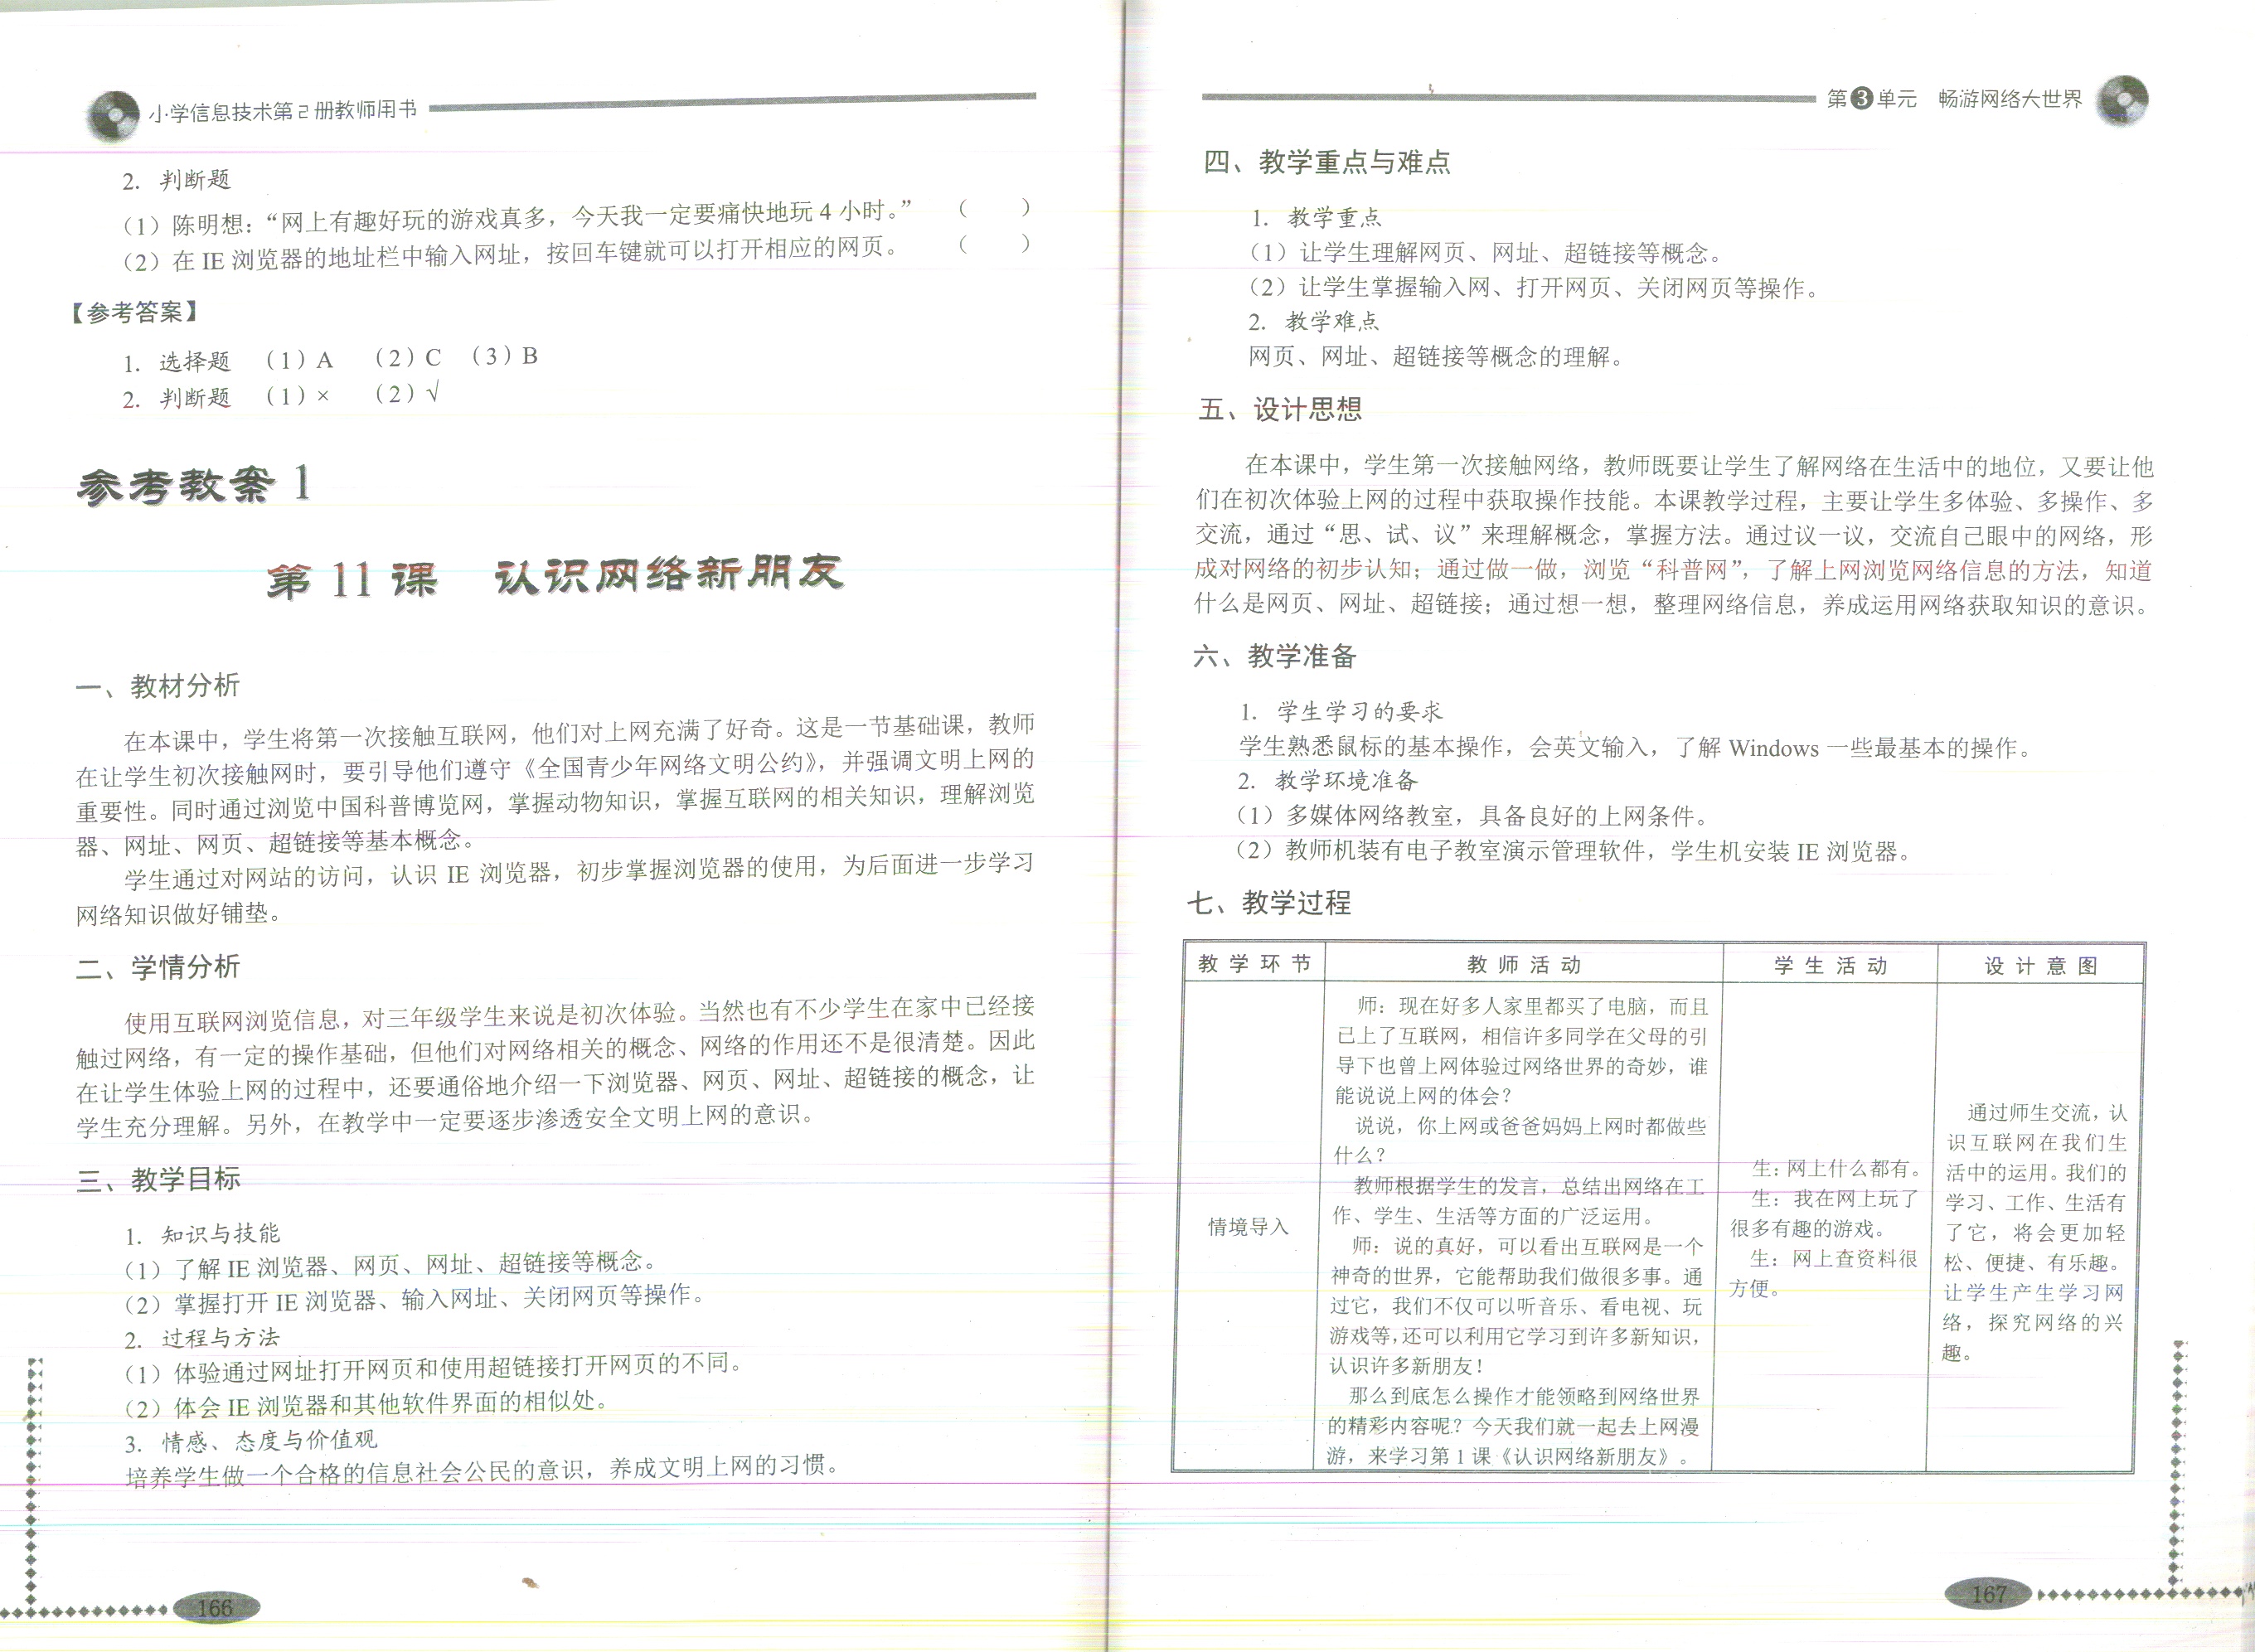 小学信息技术第2册教师用书
2. 判断题
（1）陈明想：“网上有趣好玩的游戏真多，今天我一定要痛快地玩 4 小时。” （　　）
（2）在 IE 浏览器的地址栏中输入网址，按回车键就可以打开相应的网页。 （　　）
【参考答案】
1. 选择题 （1）A （2）C （3）B
2. 判断题 （1）× （2）√
参考教案 1
第 11 课 认识网络新朋友
一、教材分析
在本课中，学生将第一次接触互联网，他们对上网充满了好奇。这是一节基础课，教师
在让学生初次接触网时，要引导他们遵守《全国青少年网络文明公约》，并强调文明上网的
重要性。同时通过浏览中国科普博览网，掌握动物知识，掌握互联网的相关知识，理解浏览
器、网址、网页、超链接等基本概念。
学生通过对网站的访问，认识 IE 浏览器，初步掌握浏览器的使用，为后面进一步学习
网络知识做好铺垫。
二、学情分析
使用互联网浏览信息，对三年级学生来说是初次体验。当然也有不少学生在家中已经接
触过网络，有一定的操作基础，但他们对网络相关的概念、网络的作用还不是很清楚。因此
在让学生体验上网的过程中，还要通俗地介绍一下浏览器、网页、网址、超链接的概念，让
学生充分理解。另外，在教学中一定要逐步渗透安全文明上网的意识。
三、教学目标
1. 知识与技能
（1）了解 IE 浏览器、网页、网址、超链接等概念。
（2）掌握打开 IE 浏览器、输入网址、关闭网页等操作。
2. 过程与方法
（1）体验通过网址打开网页和使用超链接打开网页的不同。
（2）体会 IE 浏览器和其他软件界面的相似处。
3. 情感、态度与价值观
培养学生做一个合格的信息社会公民的意识，养成文明上网的习惯。
166
第3单元 畅游网络大世界
四、教学重点与难点
1. 教学重点
（1）让学生理解网页、网址、超链接等概念。
（2）让学生掌握输入网、打开网页、关闭网页等操作。
2. 教学难点
网页、网址、超链接等概念的理解。
五、设计思想
在本课中，学生第一次接触网络，教师既要让学生了解网络在生活中的地位，又要让他
们在初次体验上网的过程中获取操作技能。本课教学过程，主要让学生多体验、多操作、多
交流，通过“思、试、议”来理解概念，掌握方法。通过议一议，交流自己眼中的网络，形
成对网络的初步认知；通过做一做，浏览“科普网”，了解上网浏览网络信息的方法，知道
什么是网页、网址、超链接；通过想一想，整理网络信息，养成运用网络获取知识的意识。
六、教学准备
1. 学生学习的要求
学生熟悉鼠标的基本操作，会英文输入，了解 Windows 一些最基本的操作。
2. 教学环境准备
（1）多媒体网络教室，具备良好的上网条件。
（2）教师机装有电子教室演示管理软件，学生机安装 IE 浏览器。
七、教学过程
教学环节 教师活动 学生活动 设计意图
情境导入
师：现在好多人家里都买了电脑，而且
已上了互联网，相信许多同学在父母的引
导下也曾上网体验过网络世界的奇妙，谁
能说说上网的体会？
说说，你上网或爸爸妈妈上网时都做些
什么？
教师根据学生的发言，总结出网络在工
作、学生、生活等方面的广泛运用。
师：说的真好，可以看出互联网是一个
神奇的世界，它能帮助我们做很多事。通
过它，我们不仅可以听音乐、看电视、玩
游戏等，还可以利用它学习到许多新知识，
认识许多新朋友！
那么到底怎么操作才能领略到网络世界
的精彩内容呢？今天我们就一起去上网漫
游，来学习第 1 课《认识网络新朋友》。
生：网上什么都有。
生：我在网上玩了
很多有趣的游戏。
生：网上查资料很
方便。
通过师生交流，认
识互联网在我们生
活中的运用。我们的
学习、工作、生活有
了它，将会更加轻
松、便捷、有乐趣。
让学生产生学习网
络，探究网络的兴
趣。
167